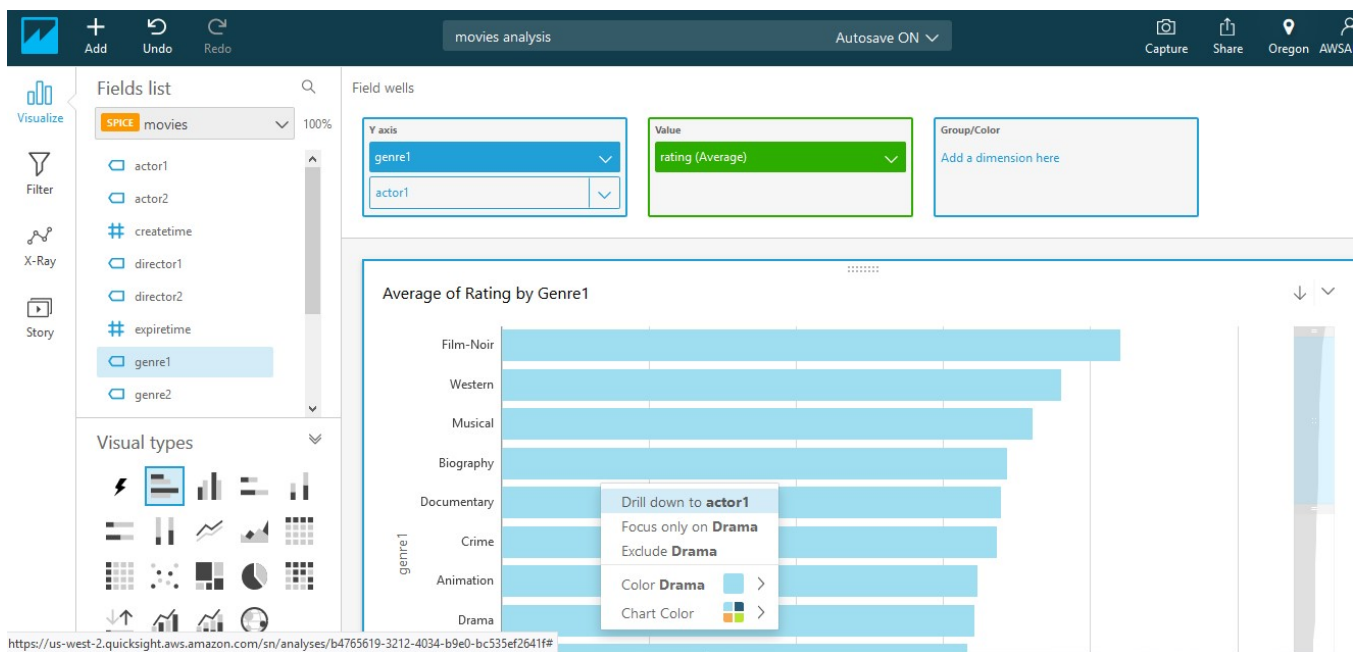 Add
Undo
Redo
movies analysis
Autosave ON
Capture
Share
Oregon
AWSA
Visualize
Filter
X-Ray
Story
Fields list
SPICE movies
100%
actor1
actor2
createtime
director1
director2
expiretime
genre1
genre2
Visual types
Field wells
Y axis
genre1
actor1
Value
rating (Average)
Group/Color
Add a dimension here
Average of Rating by Genre1
genre1
Film-Noir
Western
Musical
Biography
Documentary
Crime
Animation
Drama
Drill down to actor1
Focus only on Drama
Exclude Drama
Color Drama
Chart Color
https://us-west-2.quicksight.aws.amazon.com/sn/analyses/b4765619-3212-4034-b9e0-bc535ef2641f#